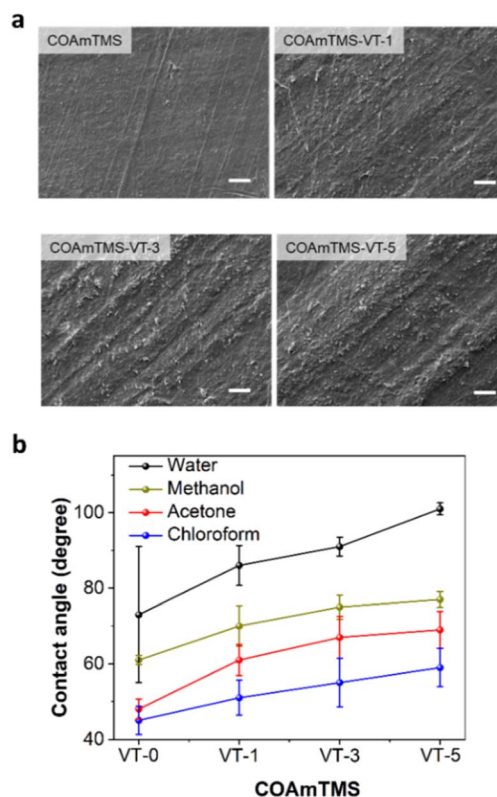 a
COAmTMS
COAmTMS-VT-1
COAmTMS-VT-3
COAmTMS-VT-5
b
Water
Methanol
Acetone
Chloroform
Contact angle (degree)
100
80
60
40
VT-0 VT-1 VT-3 VT-5
COAmTMS